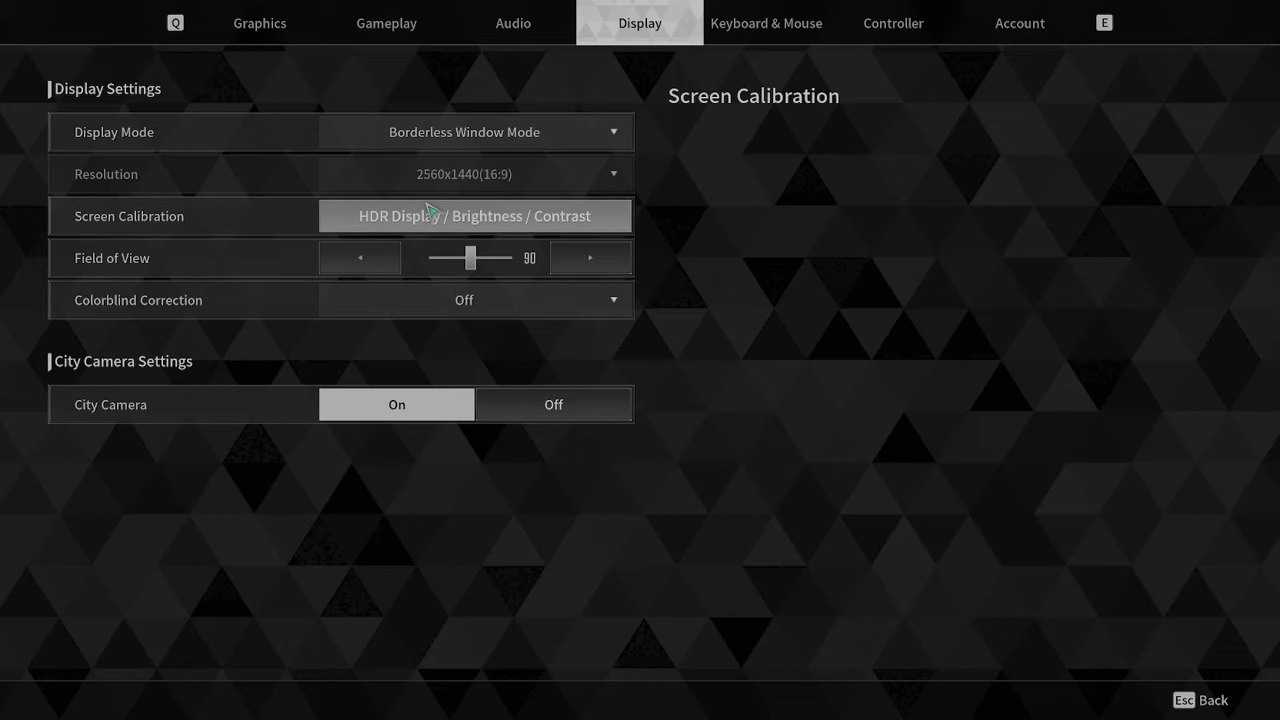 Q Graphics Gameplay Audio Display Keyboard & Mouse Controller Account E
Display Settings
Display Mode Borderless Window Mode
Resolution 2560x1440(16:9)
Screen Calibration HDR Display / Brightness / Contrast
Field of View 90
Colorblind Correction Off
City Camera Settings
City Camera On Off
Screen Calibration
Esc Back